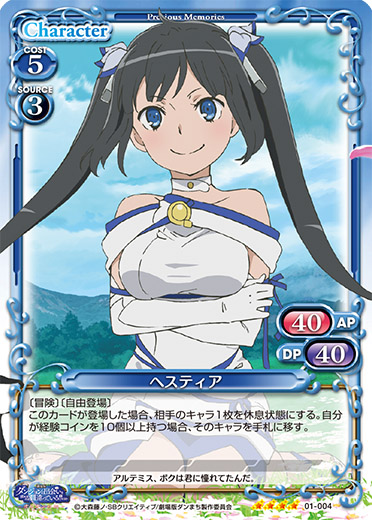 Precious Memories
Character
COST
5
SOURCE
3
40 AP
DP 40
ヘスティア
〔冒険〕〔自由登場〕
このカードが登場した場合、相手のキャラ1枚を休息状態にする。自分
が経験コインを10個以上持つ場合、そのキャラを手札に移す。
アルテミス、ボクは君に憧れてたんだ。
©大森藤ノ・SBクリエイティブ/劇場版ダンまち製作委員会
★★★★ 01-004